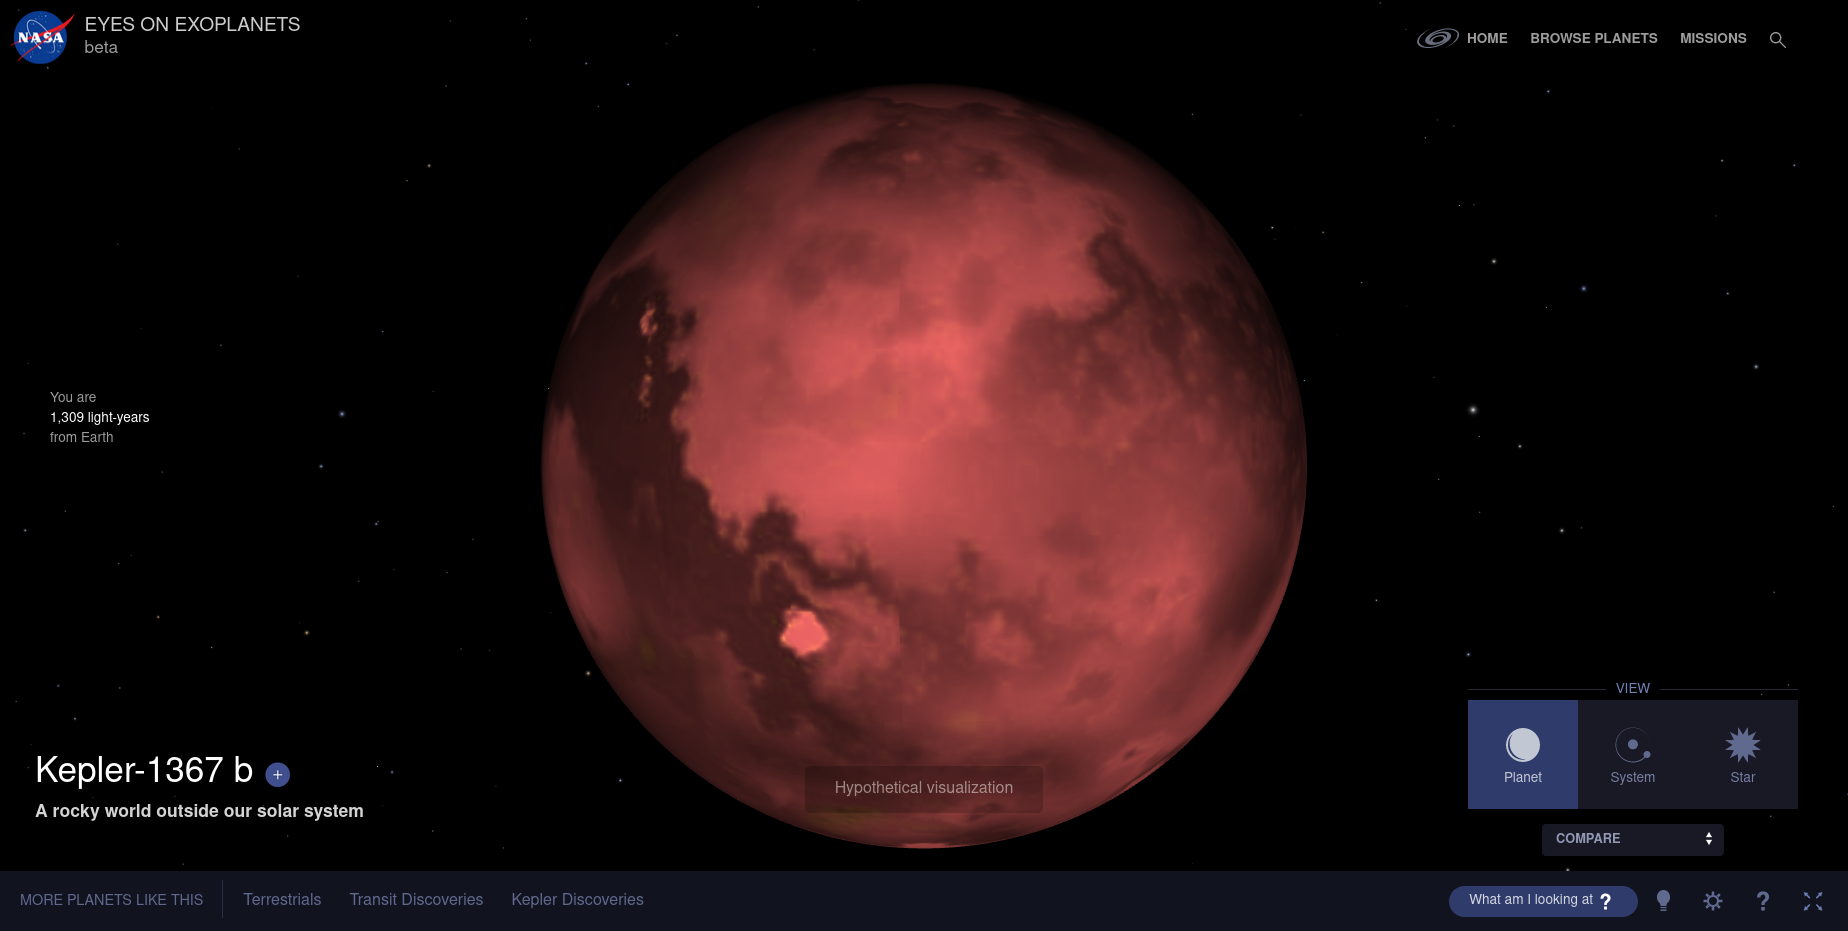 NASA
EYES ON EXOPLANETS
beta
HOME
BROWSE PLANETS
MISSIONS
You are
1,309 light-years
from Earth
Kepler-1367 b +
A rocky world outside our solar system
Hypothetical visualization
VIEW
Planet
System
Star
COMPARE
MORE PLANETS LIKE THIS
Terrestrials
Transit Discoveries
Kepler Discoveries
What am I looking at ?
?